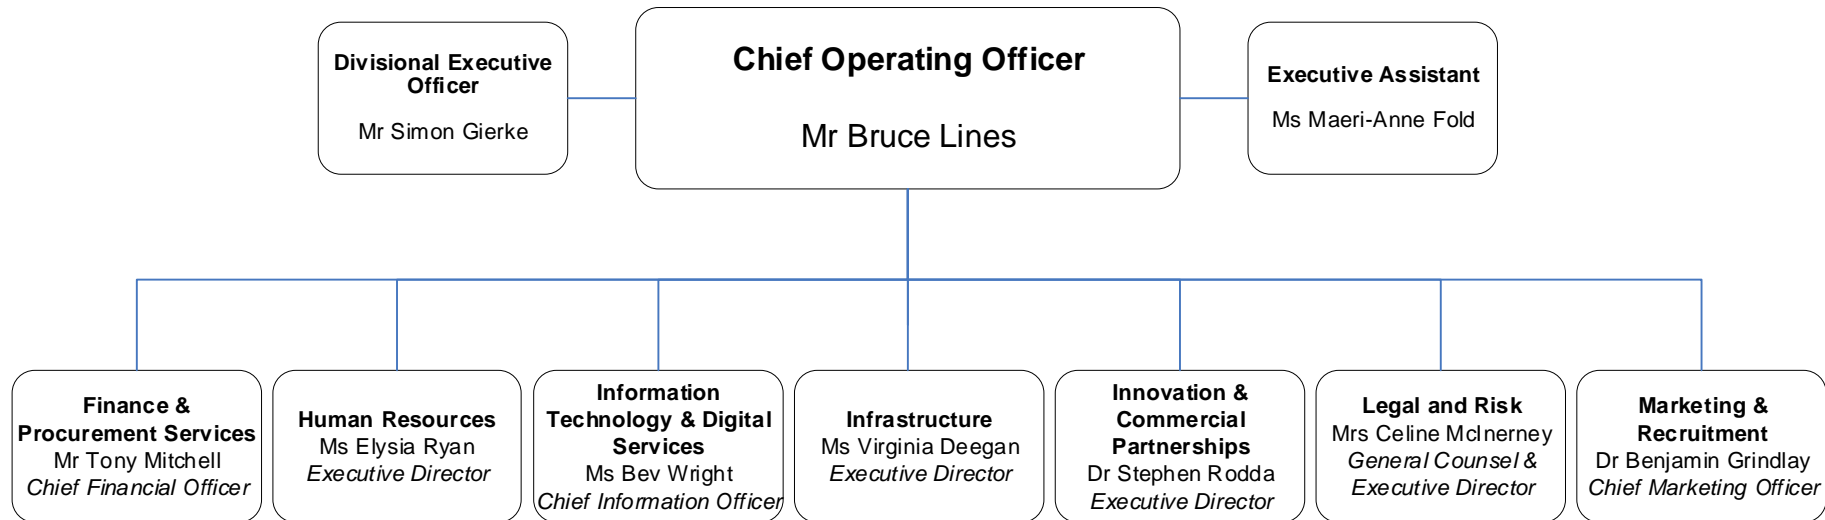 Divisional Executive
Officer
Mr Simon Gierke
Chief Operating Officer
Mr Bruce Lines
Executive Assistant
Ms Maeri-Anne Fold
Finance &
Procurement Services
Mr Tony Mitchell
Chief Financial Officer
Human Resources
Ms Elysia Ryan
Executive Director
Information
Technology & Digital
Services
Ms Bev Wright
Chief Information Officer
Infrastructure
Ms Virginia Deegan
Executive Director
Innovation &
Commercial
Partnerships
Dr Stephen Rodda
Executive Director
Legal and Risk
Mrs Celine McInerney
General Counsel &
Executive Director
Marketing &
Recruitment
Dr Benjamin Grindlay
Chief Marketing Officer